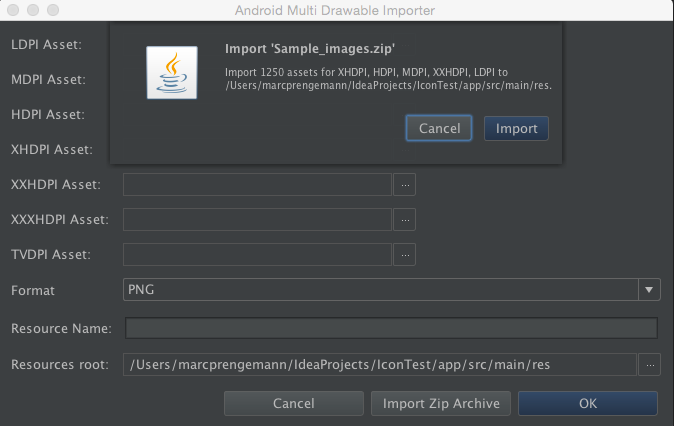 Android Multi Drawable Importer
LDPI Asset:
Import 'Sample_images.zip'
MDPI Asset:
Import 1250 assets for XHDPI, HDPI, MDPI, XXHDPI, LDPI to
/Users/marcprengemann/IdeaProjects/IconTest/app/src/main/res.
HDPI Asset:
Cancel Import
XHDPI Asset:
XXHDPI Asset: ...
XXXHDPI Asset: ...
TVDPI Asset: ...
Format PNG
Resource Name:
Resources root: /Users/marcprengemann/IdeaProjects/IconTest/app/src/main/res ...
Cancel Import Zip Archive OK